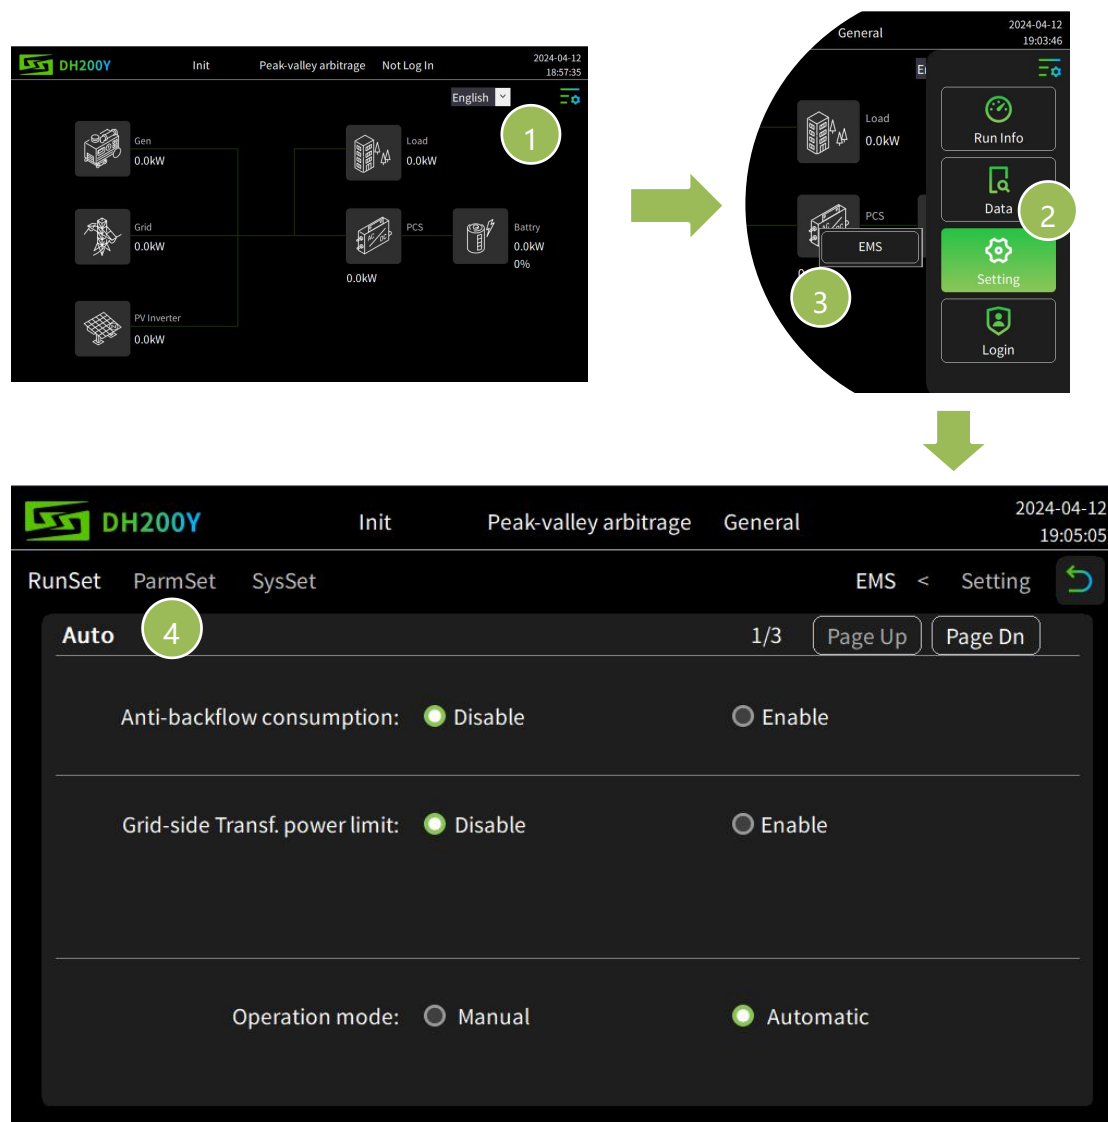 DH200Y Init Peak-valley arbitrage Not Log In 2024-04-12
18:57:35
English
1
Gen
0.0kW
Load
0.0kW
Grid
0.0kW
PCS
0.0kW
Battry
0.0kW
0%
PV Inverter
0.0kW
General 2024-04-12
19:03:46
Load
0.0kW
Run Info
Data
2
PCS
EMS
Setting
3
Login
DH200Y Init Peak-valley arbitrage General 2024-04-12
19:05:05
RunSet ParmSet SysSet EMS < Setting
Auto 4 1/3 Page Up Page Dn
Anti-backflow consumption: Disable Enable
Grid-side Transf. power limit: Disable Enable
Operation mode: Manual Automatic